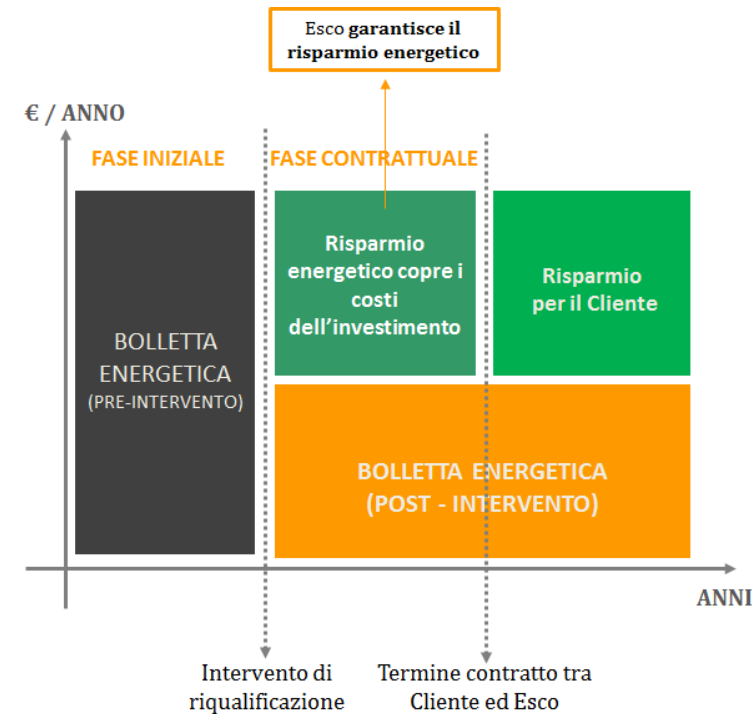 Esco garantisce il
risparmio energetico
€ / ANNO
FASE INIZIALE
FASE CONTRATTUALE
BOLLETTA
ENERGETICA
(PRE-INTERVENTO)
Risparmio
energetico copre i
costi
dell’investimento
Risparmio
per il Cliente
BOLLETTA ENERGETICA
(POST - INTERVENTO)
ANNI
Intervento di
riqualificazione
Termine contratto tra
Cliente ed Esco